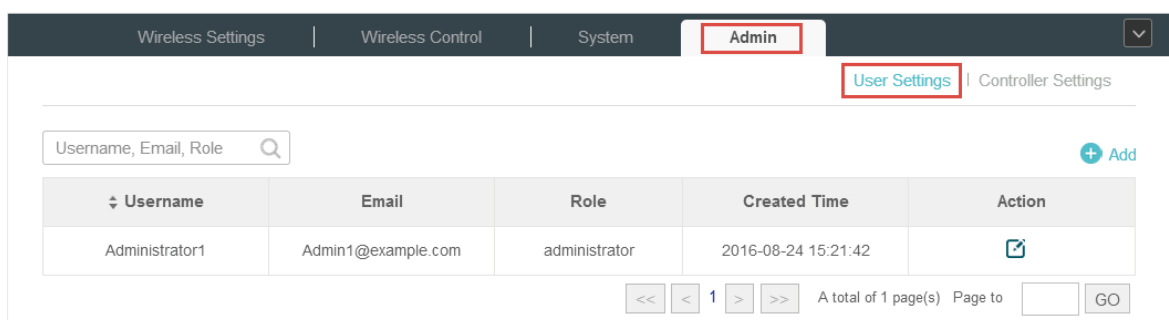 Wireless Settings | Wireless Control | System Admin
User Settings | Controller Settings
Username, Email, Role
Add
Username Email Role Created Time Action
Administrator1 Admin1@example.com administrator 2016-08-24 15:21:42
<< < 1 > >> A total of 1 page(s) Page to GO